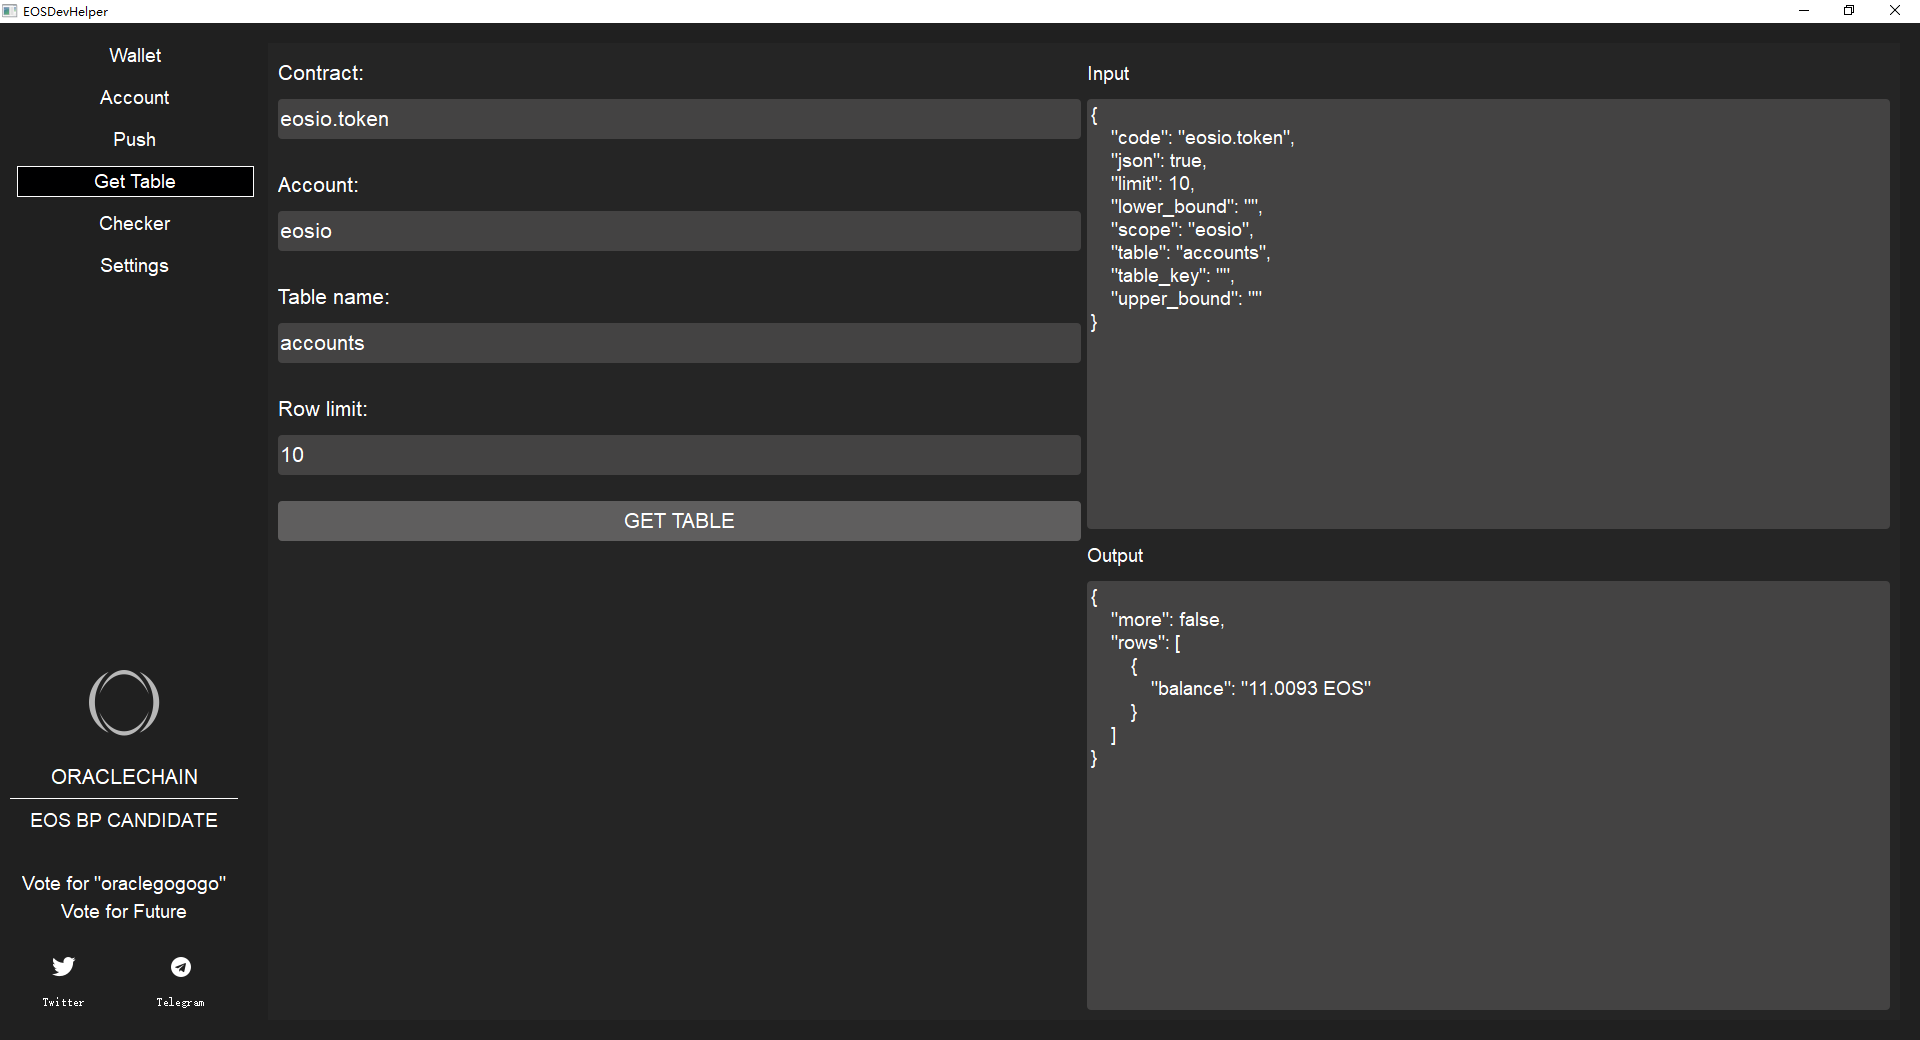 EOSDevHelper
Wallet
Account
Push
Get Table
Checker
Settings
ORACLECHAIN
EOS BP CANDIDATE
Vote for "oraclegogogo"
Vote for Future
Twitter
Telegram
Contract:
eosio.token
Account:
eosio
Table name:
accounts
Row limit:
10
GET TABLE
Input
{
    "code": "eosio.token",
    "json": true,
    "limit": 10,
    "lower_bound": "",
    "scope": "eosio",
    "table": "accounts",
    "table_key": "",
    "upper_bound": ""
}
Output
{
    "more": false,
    "rows": [
        {
            "balance": "11.0093 EOS"
        }
    ]
}